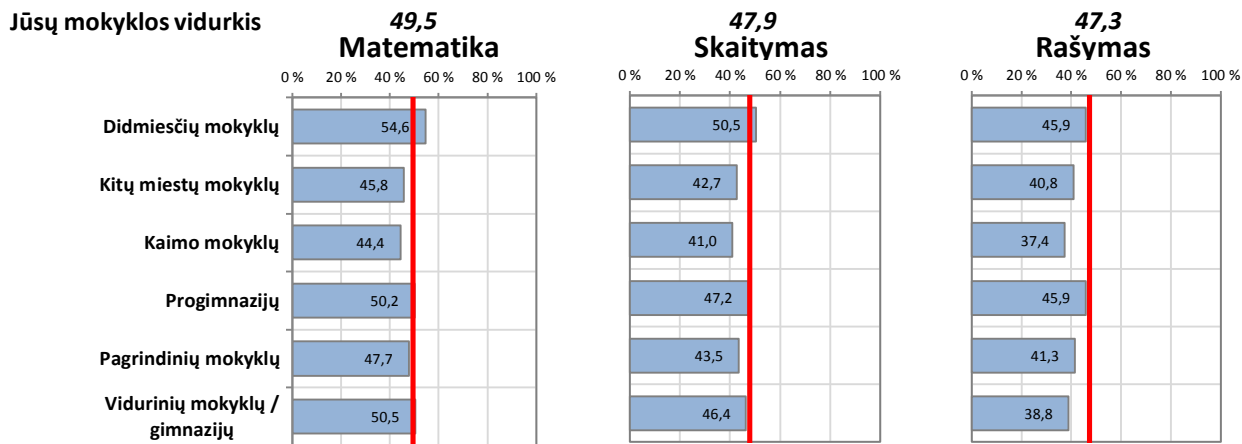 Jūsų mokyklos vidurkis 49,5 47,9 47,3
Matematika Skaitymas Rašymas
0 % 20 % 40 % 60 % 80 % 100 % 0 % 20 % 40 % 60 % 80 % 100 % 0 % 20 % 40 % 60 % 80 % 100 %
Didmiesčių mokyklų 54,6 50,5 45,9
Kitų miestų mokyklų 45,8 42,7 40,8
Kaimo mokyklų 44,4 41,0 37,4
Progimnazijų 50,2 47,2 45,9
Pagrindinių mokyklų 47,7 43,5 41,3
Vidurinių mokyklų /
gimnazijų 50,5 46,4 38,8